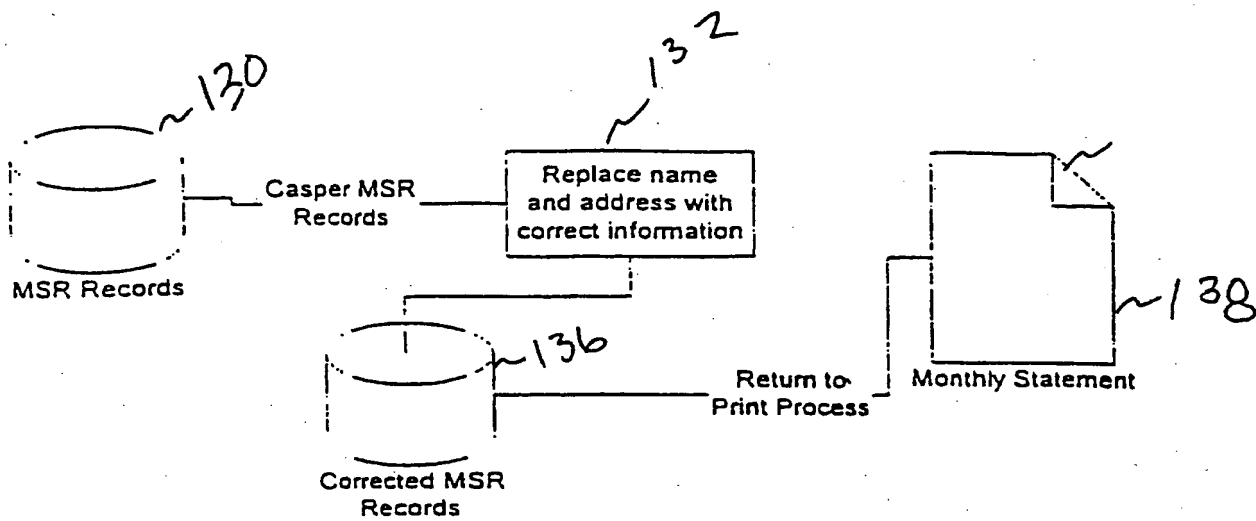 130
132
Casper MSR
Records
Replace name
and address with
correct information
MSR Records
136
138
Return to
Print Process
Monthly Statement
Corrected MSR
Records